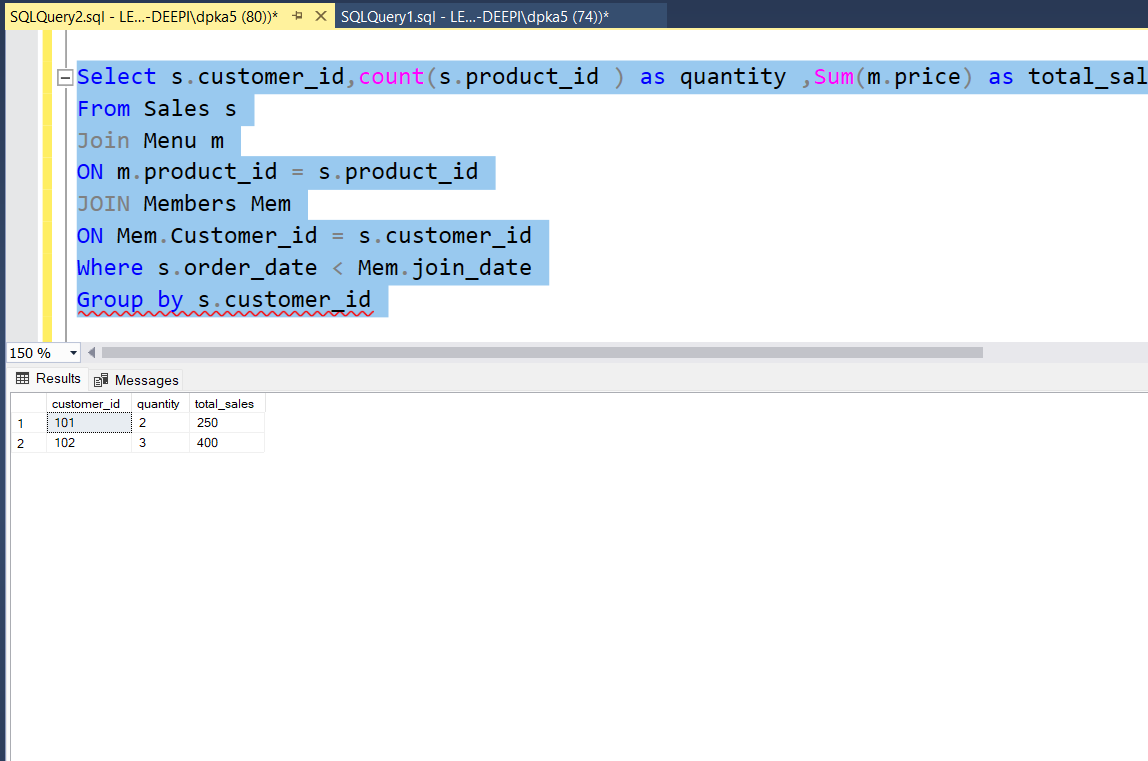 SQLQuery2.sql - LE...-DEEPI\dpka5 (80))* SQLQuery1.sql - LE...-DEEPI\dpka5 (74))*
Select s.customer_id,count(s.product_id ) as quantity ,Sum(m.price) as total_sal
From Sales s
Join Menu m
ON m.product_id = s.product_id
JOIN Members Mem
ON Mem.Customer_id = s.customer_id
Where s.order_date < Mem.join_date
Group by s.customer_id
150 %
Results Messages
customer_id quantity total_sales
1 101 2 250
2 102 3 400